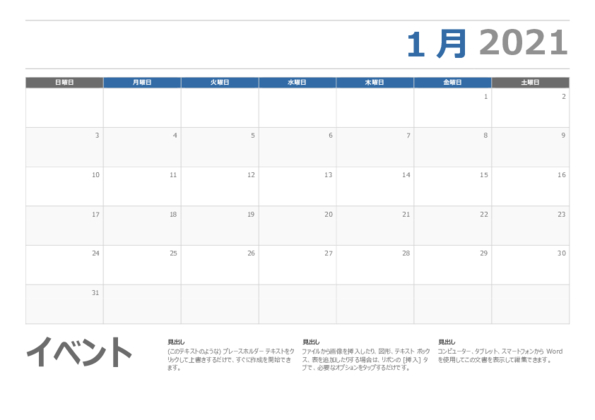 1 月 2021
日曜日 月曜日 火曜日 水曜日 木曜日 金曜日 土曜日
1 2
3 4 5 6 7 8 9
10 11 12 13 14 15 16
17 18 19 20 21 22 23
24 25 26 27 28 29 30
31
イベント
見出し
(このテキストのような) プレースホルダー テキストをク
リックして上書きするだけで、すぐに作成を開始でき
ます。
見出し
ファイルから画像を挿入したり、図形、テキスト ボック
ス、表を追加したりする場合は、リボンの [挿入] タ
ブで、必要なオプションをタップするだけです。
見出し
コンピューター、タブレット、スマートフォンから Word
を使用してこの文書を表示して編集できます。